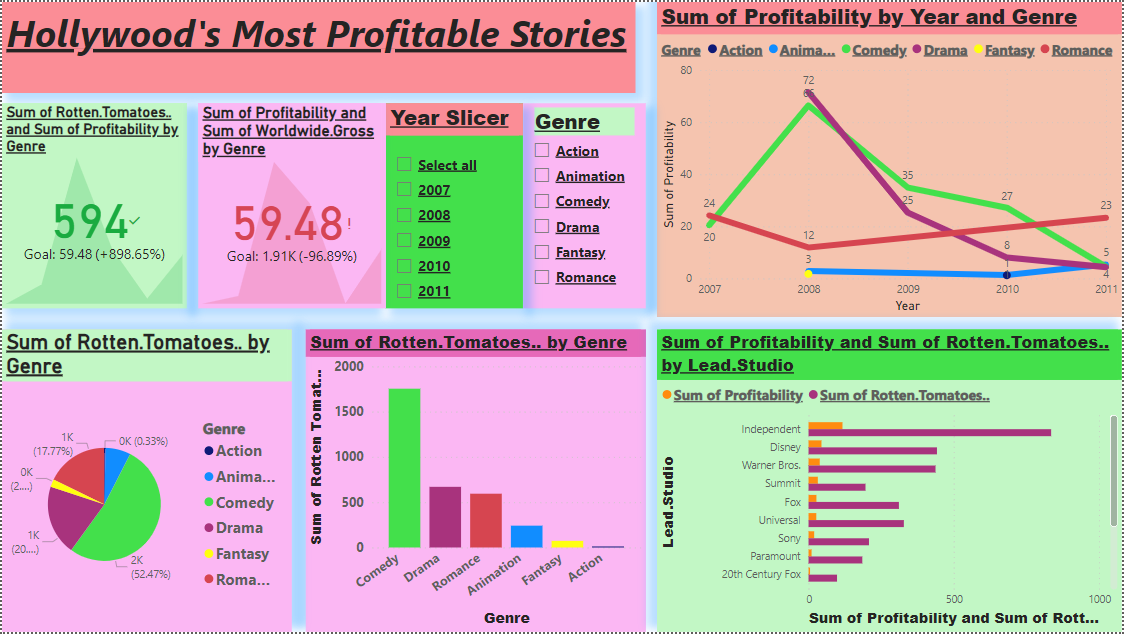 Hollywood's Most Profitable Stories
Sum of Rotten.Tomatoes..
and Sum of Profitability by
Genre
594
Goal: 59.48 (+898.65%)
Sum of Profitability and
Sum of Worldwide.Gross
by Genre
59.48!
Goal: 1.91K (-96.89%)
Year Slicer
Select all
2007
2008
2009
2010
2011
Genre
Action
Animation
Comedy
Drama
Fantasy
Romance
Sum of Profitability by Year and Genre
Genre Action Anima... Comedy Drama Fantasy Romance
Sum of Profitability
80
60
40
20
0
24
20
72
12
3
35
25
27
8
1
23
5
4
2007 2008 2009 2010 2011
Year
Sum of Rotten.Tomatoes.. by
Genre
0K (0.33%)
1K
(17.77%)
0K
(2....)
1K
(20....)
2K
(52.47%)
Genre
Action
Anima...
Comedy
Drama
Fantasy
Roma...
Sum of Rotten.Tomatoes.. by Genre
Sum of Rotten Tomat...
2000
1500
1000
500
0
Comedy Drama Romance Animation Fantasy Action
Genre
Sum of Profitability and Sum of Rotten.Tomatoes..
by Lead.Studio
Sum of Profitability Sum of Rotten.Tomatoes..
Lead.Studio
Independent
Disney
Warner Bros.
Summit
Fox
Universal
Sony
Paramount
20th Century Fox
0 500 1000
Sum of Profitability and Sum of Rott...